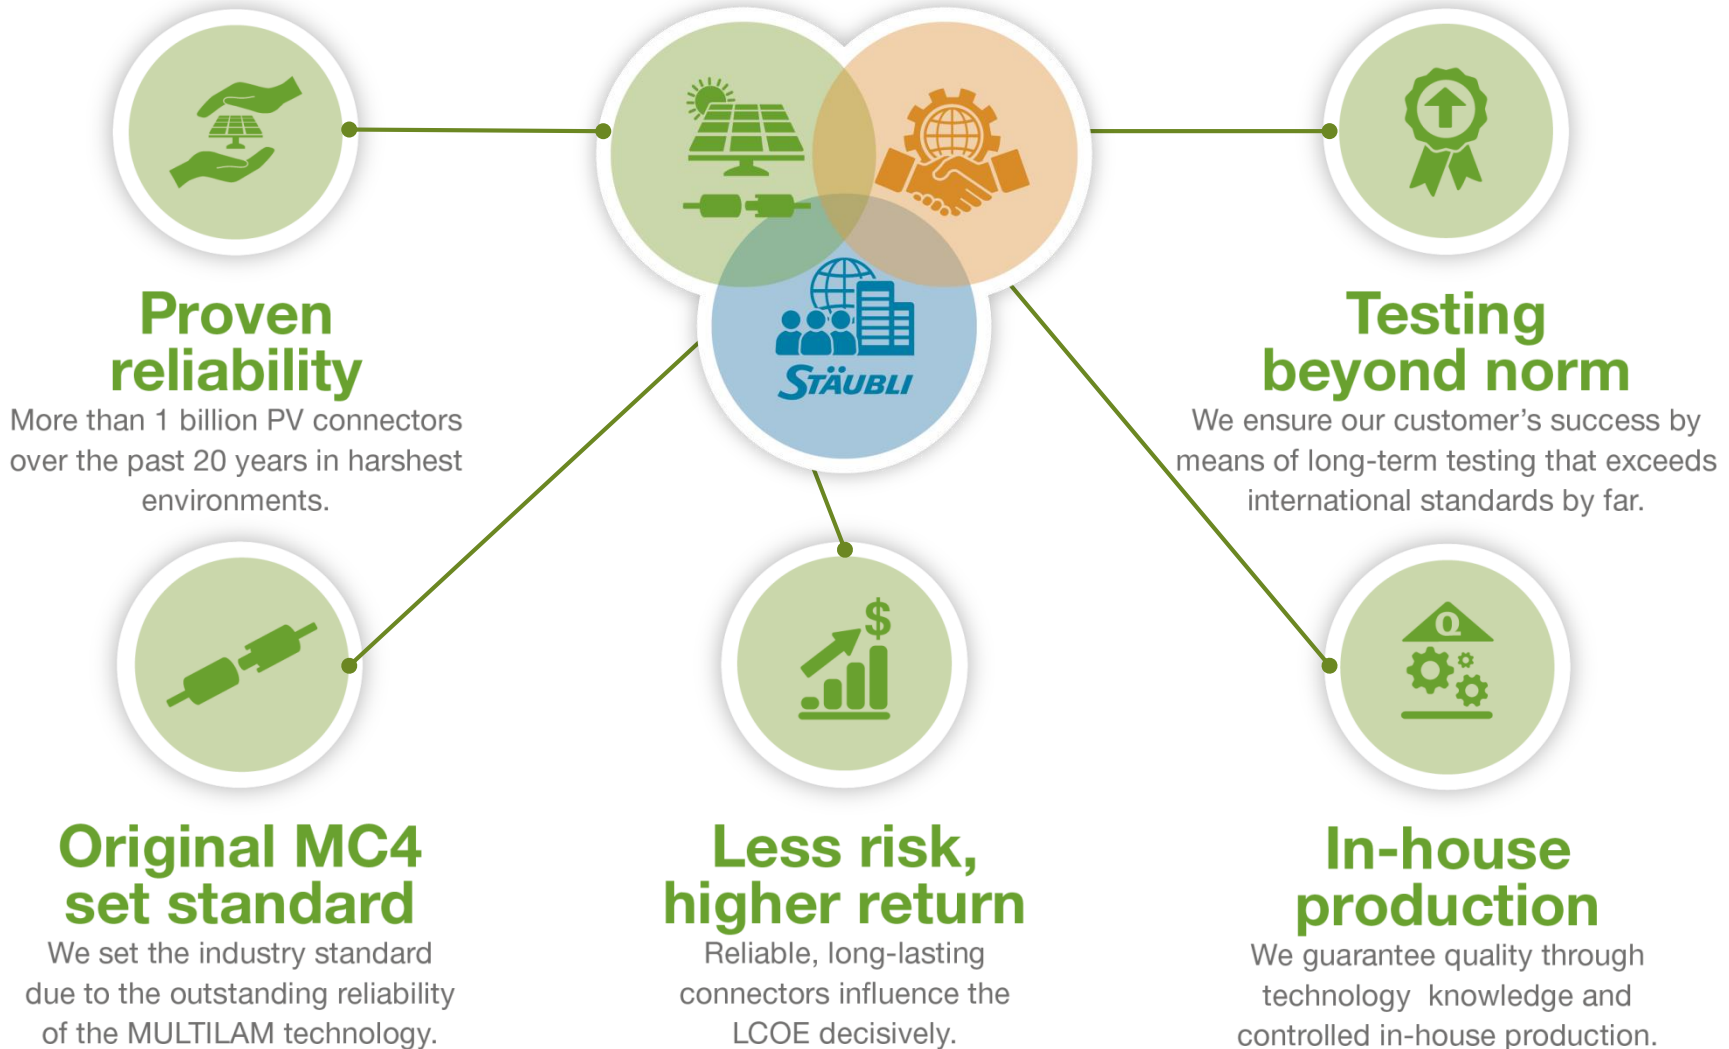 STÄUBLI
Proven
reliability
More than 1 billion PV connectors
over the past 20 years in harshest
environments.
Testing
beyond norm
We ensure our customer’s success by
means of long-term testing that exceeds
international standards by far.
$
Q
Original MC4
set standard
We set the industry standard
due to the outstanding reliability
of the MULTILAM technology.
Less risk,
higher return
Reliable, long-lasting
connectors influence the
LCOE decisively.
In-house
production
We guarantee quality through
technology  knowledge and
controlled in-house production.